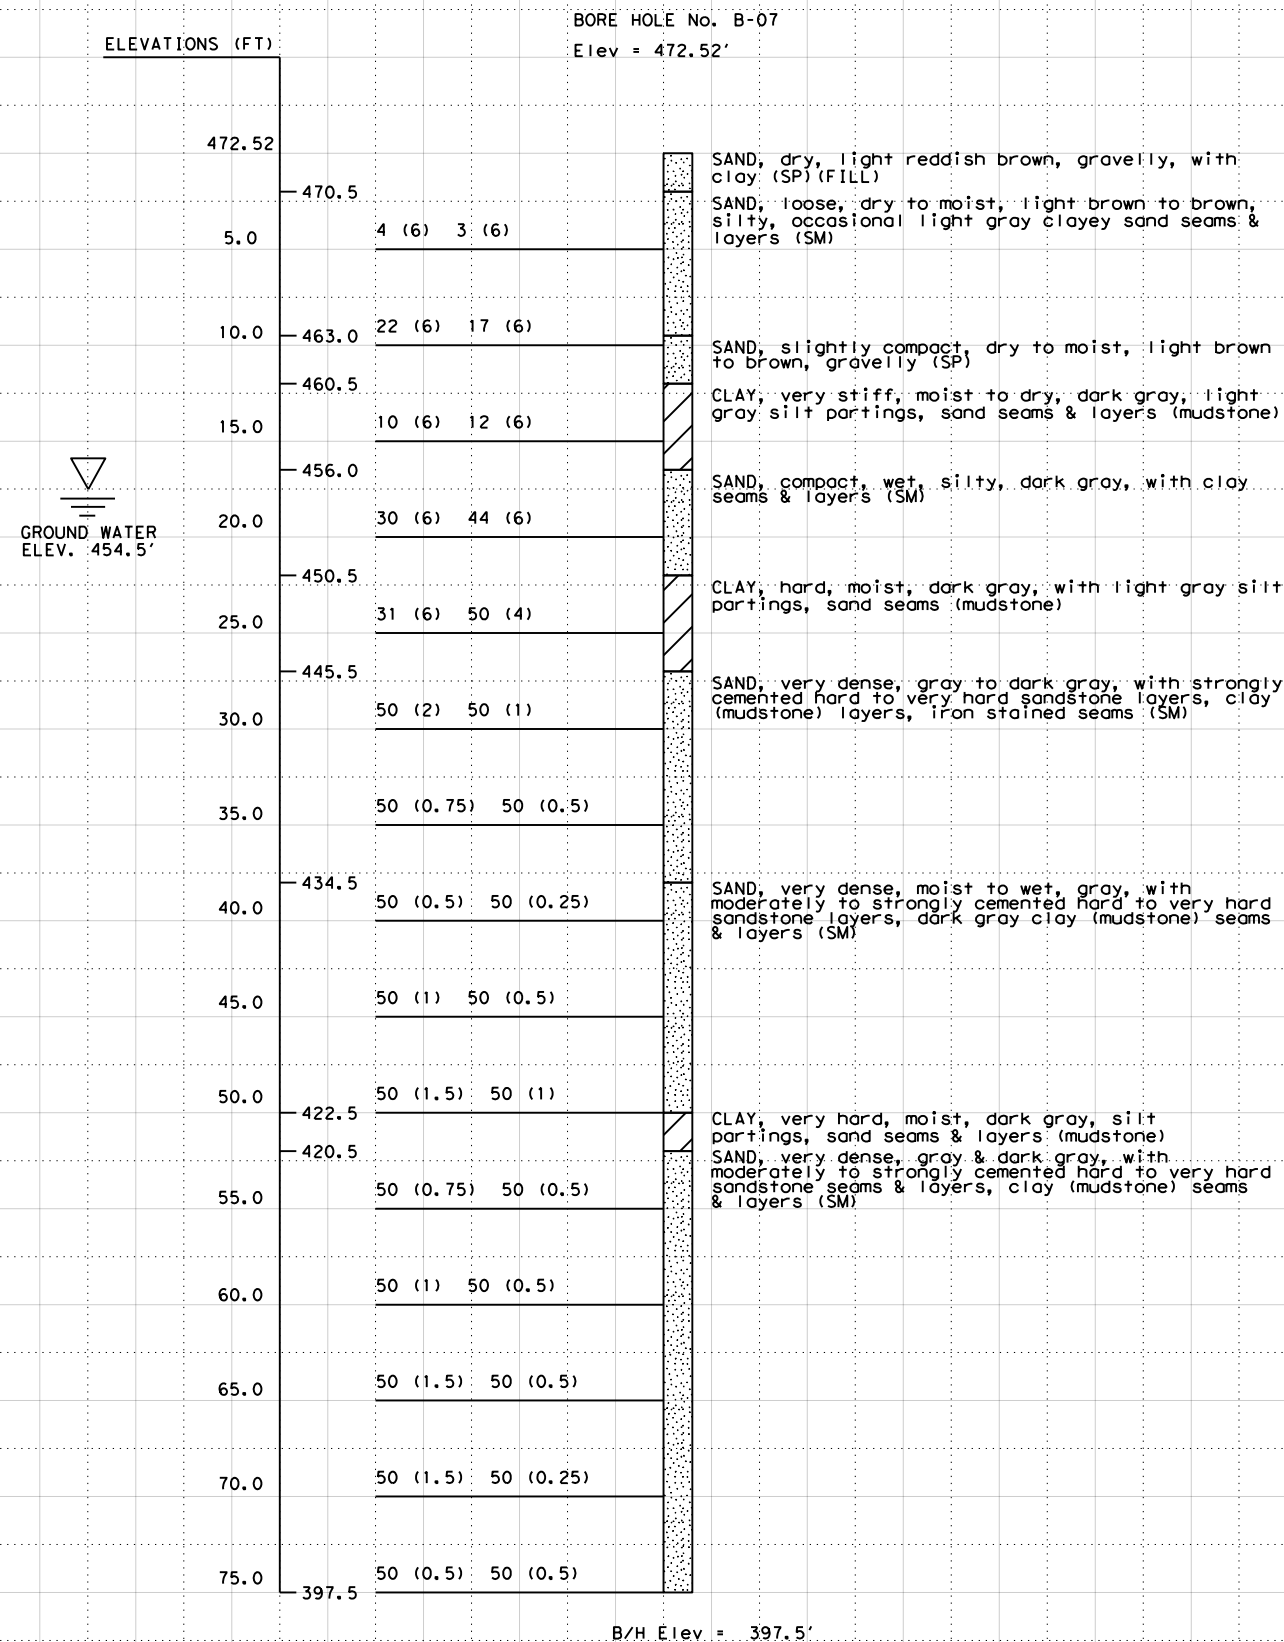 BORE HOLE No. B-07
ELEVATIONS (FT)
Elev = 472.52'
472.52
SAND, dry, light reddish brown, gravelly, with
clay (SP)(FILL)
470.5
SAND, loose, dry to moist, light brown to brown,
silty, occasional light gray clayey sand seams &
layers (SM)
5.0
4 (6) 3 (6)
10.0
463.0
22 (6) 17 (6)
SAND, slightly compact, dry to moist, light brown
to brown, gravelly (SP)
460.5
CLAY, very stiff, moist to dry, dark gray, light
gray silt partings, sand seams & layers (mudstone)
15.0
10 (6) 12 (6)
456.0
SAND, compact, wet, silty, dark gray, with clay
seams & layers (SM)
20.0
30 (6) 44 (6)
GROUND WATER
ELEV. 454.5'
450.5
CLAY, hard, moist, dark gray, with light gray silt
partings, sand seams (mudstone)
25.0
31 (6) 50 (4)
445.5
SAND, very dense, gray to dark gray, with strongly
cemented hard to very hard sandstone layers, clay
(mudstone) layers, iron stained seams (SM)
30.0
50 (2) 50 (1)
35.0
50 (0.75) 50 (0.5)
434.5
SAND, very dense, moist to wet, gray, with
moderately to strongly cemented hard to very hard
sandstone layers, dark gray clay (mudstone) seams
& layers (SM)
40.0
50 (0.5) 50 (0.25)
45.0
50 (1) 50 (0.5)
50.0
50 (1.5) 50 (1)
422.5
CLAY, very hard, moist, dark gray, silt
partings, sand seams & layers (mudstone)
420.5
SAND, very dense, gray & dark gray, with
moderately to strongly cemented hard to very hard
sandstone seams & layers, clay (mudstone) seams
& layers (SM)
55.0
50 (0.75) 50 (0.5)
60.0
50 (1) 50 (0.5)
65.0
50 (1.5) 50 (0.5)
70.0
50 (1.5) 50 (0.25)
75.0
397.5
50 (0.5) 50 (0.5)
B/H Elev = 397.5'